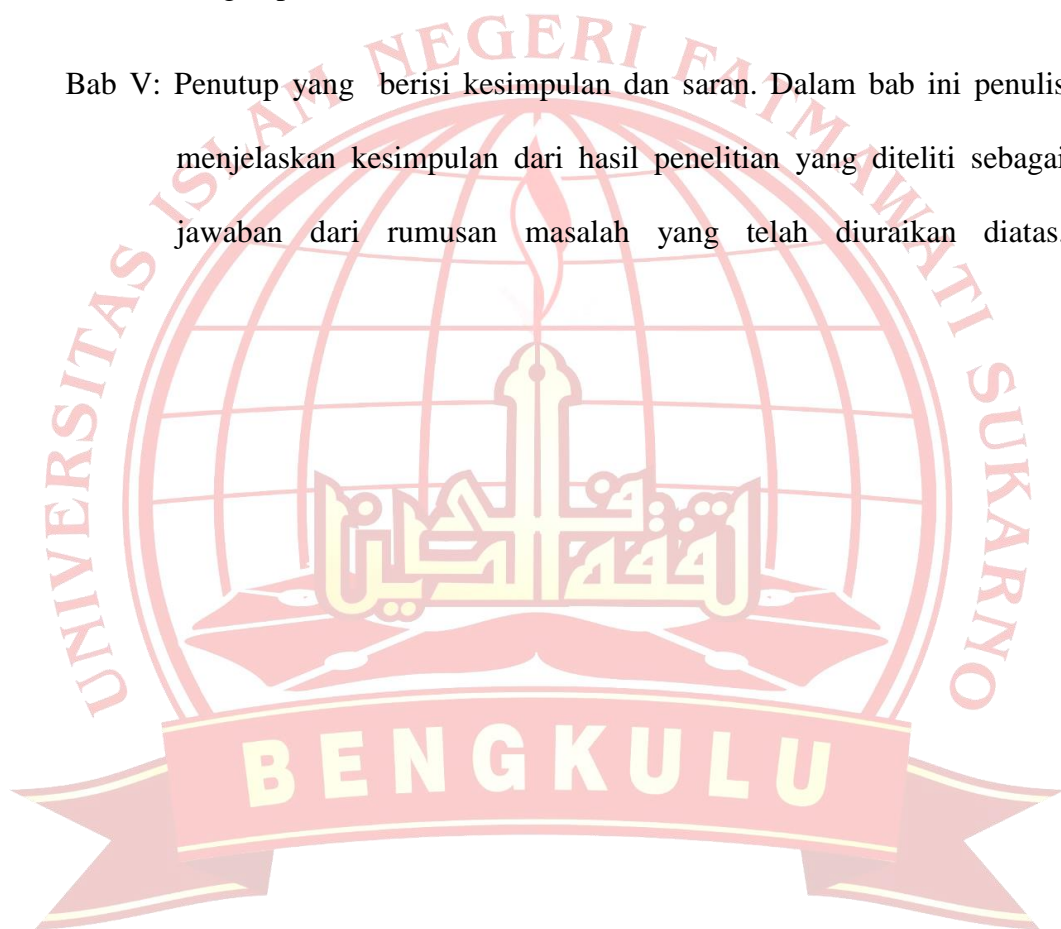 Bab V: Penutup yang berisi kesimpulan dan saran. Dalam bab ini penulis
menjelaskan kesimpulan dari hasil penelitian yang diteliti sebagai
jawaban dari rumusan masalah yang telah diuraikan diatas.
UNIVERSITAS ISLAM NEGERI FATMAWATI SUKARNO
BENGKULU